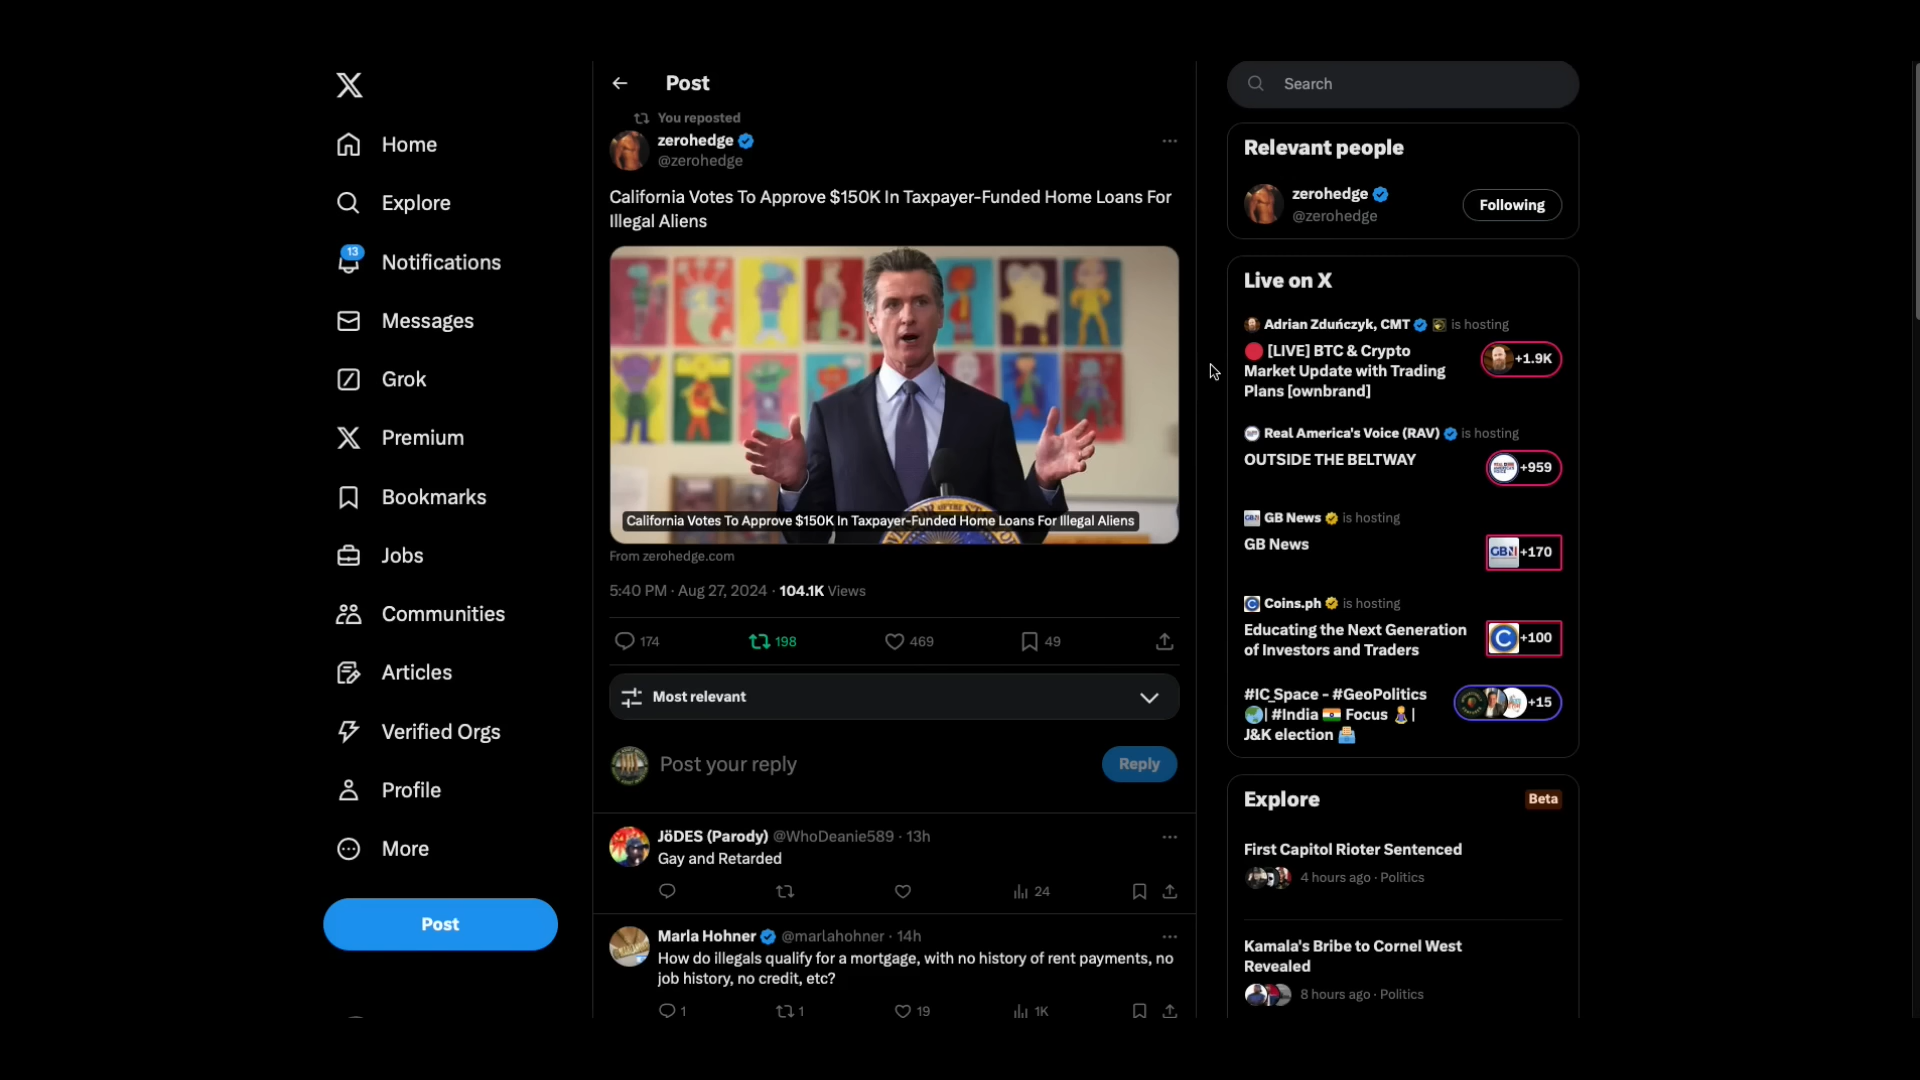 Home
Explore
13
Notifications
Messages
Grok
Premium
Bookmarks
Jobs
Communities
Articles
Verified Orgs
Profile
More
Post
Post
You reposted
zerohedge
@zerohedge
California Votes To Approve $150K In Taxpayer-Funded Home Loans For
Illegal Aliens
California Votes To Approve $150K In Taxpayer-Funded Home Loans For Illegal Aliens
From zerohedge.com
5:40 PM · Aug 27, 2024 · 104.1K Views
174 198 469 49
Most relevant
Post your reply
Reply
JöDES (Parody) @WhoDeanie589 · 13h
Gay and Retarded
24
Marla Hohner @marlahohner · 14h
How do illegals qualify for a mortgage, with no history of rent payments, no
job history, no credit, etc?
1 1 19 1K
Search
Relevant people
zerohedge
@zerohedge
Following
Live on X
Adrian Zduńczyk, CMT is hosting
[LIVE] BTC & Crypto
Market Update with Trading
Plans [ownbrand]
+1.9K
Real America's Voice (RAV) is hosting
OUTSIDE THE BELTWAY
+959
GB News is hosting
GB News
GBN +170
Coins.ph is hosting
Educating the Next Generation
of Investors and Traders
+100
#IC_Space - #GeoPolitics
| #India Focus |
J&K election
+15
Explore
Beta
First Capitol Rioter Sentenced
4 hours ago · Politics
Kamala's Bribe to Cornel West
Revealed
8 hours ago · Politics